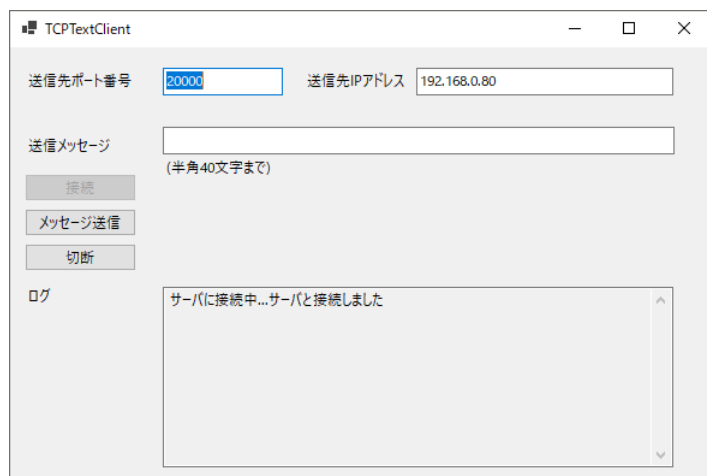 TCPTextClient
送信先ポート番号 20000 送信先IPアドレス 192.168.0.80
送信メッセージ
(半角40文字まで)
接続
メッセージ送信
切断
ログ
サーバに接続中...サーバと接続しました